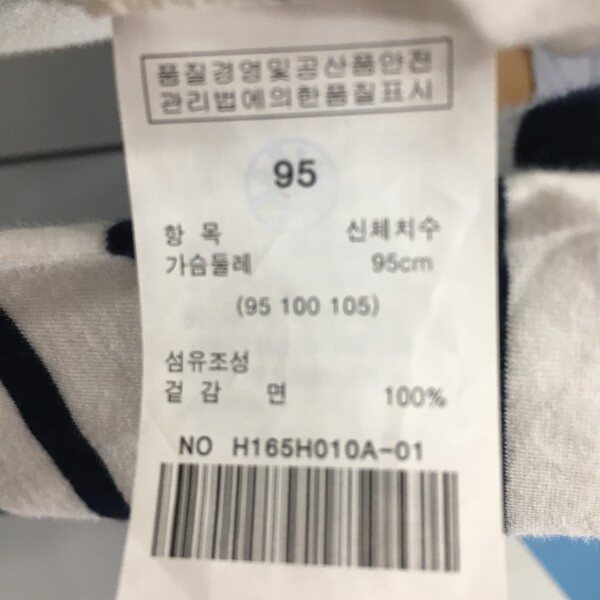 품질경영및공산품안전
관리법에의한품질표시
95
항 목 신체치수
가슴둘레 95cm
(95 100 105)
섬유조성
겉 감 면 100%
NO H165H010A-01